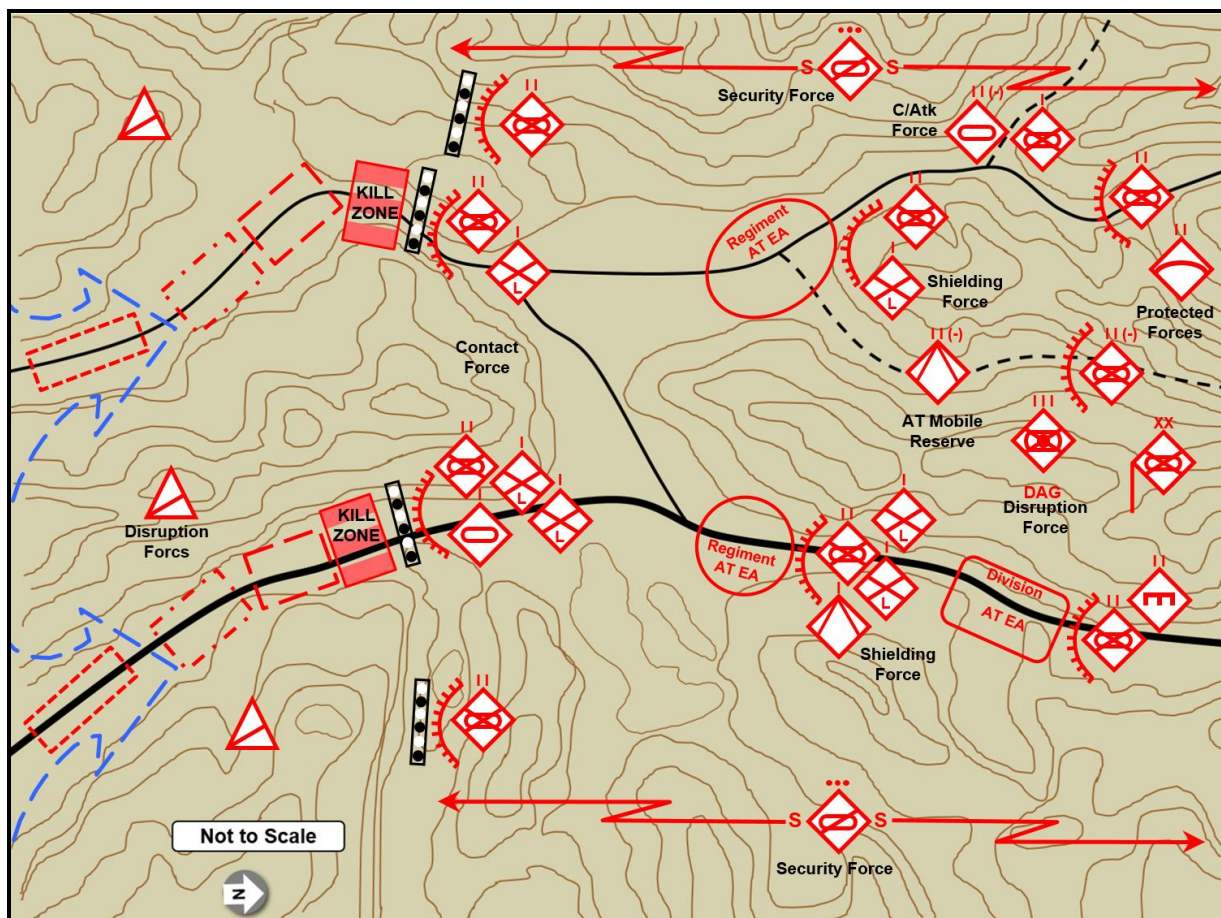 •••
S S
Security Force
I I (-)
I
C/Atk
Force
I I
KILL
ZONE
I I
I
L
I I
I
L
Regiment
AT EA
Shielding
Force
I I
I I
Protected
Forces
Contact
Force
I I (-)
AT Mobile
Reserve
I I (-)
I I I
DAG
Disruption
Force
XX
Disruption
Forcs
KILL
ZONE
I I
I
L
I
L
I
Regiment
AT EA
I I
I
L
I
L
I
Shielding
Force
Division
AT EA
I I
I I
I I
•••
S S
Security Force
Not to Scale
N